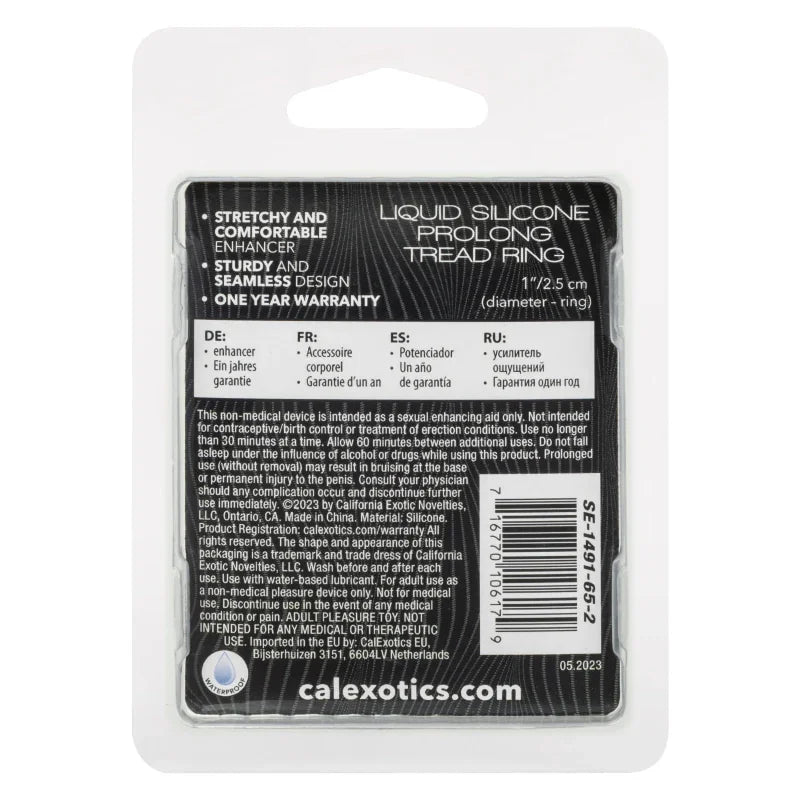 • STRETCHY AND
COMFORTABLE
ENHANCER
• STURDY AND
SEAMLESS DESIGN
• ONE YEAR WARRANTY
LIQUID SILICONE
PROLONG
TREAD RING
1"/2.5 cm
(diameter - ring)
DE:
• enhancer
• Ein jahres
garantie
FR:
• Accessoire
corporel
• Garantie d'un an
ES:
• Potenciador
• Un año
de garantía
RU:
• усилитель
ощущений
• Гарантия один год
This non-medical device is intended as a sexual enhancing aid only. Not intended
for contraceptive/birth control or treatment of erection conditions. Use no longer
than 30 minutes at a time. Allow 60 minutes between additional uses. Do not fall
asleep under the influence of alcohol or drugs while using this product. Prolonged
use (without removal) may result in bruising at the base
or permanent injury to the penis. Consult your physician
should any complication occur and discontinue further
use immediately. ©2023 by California Exotic Novelties,
LLC, Ontario, CA. Made in China. Material: Silicone.
Product Registration: calexotics.com/warranty All
rights reserved. The shape and appearance of this
packaging is a trademark and trade dress of California
Exotic Novelties, LLC. Wash before and after each
use. Use with water-based lubricant. For adult use as
a non-medical pleasure device only. Not for medical
use. Discontinue use in the event of any medical
condition or pain. ADULT PLEASURE TOY. NOT
INTENDED FOR ANY MEDICAL OR THERAPEUTIC
USE. Imported in the EU by: CalExotics EU,
Bijsterhuizen 3151, 6604LV Netherlands
7 16770 10617 9
SE-1491-65-2
05.2023
WATERPROOF
calexotics.com